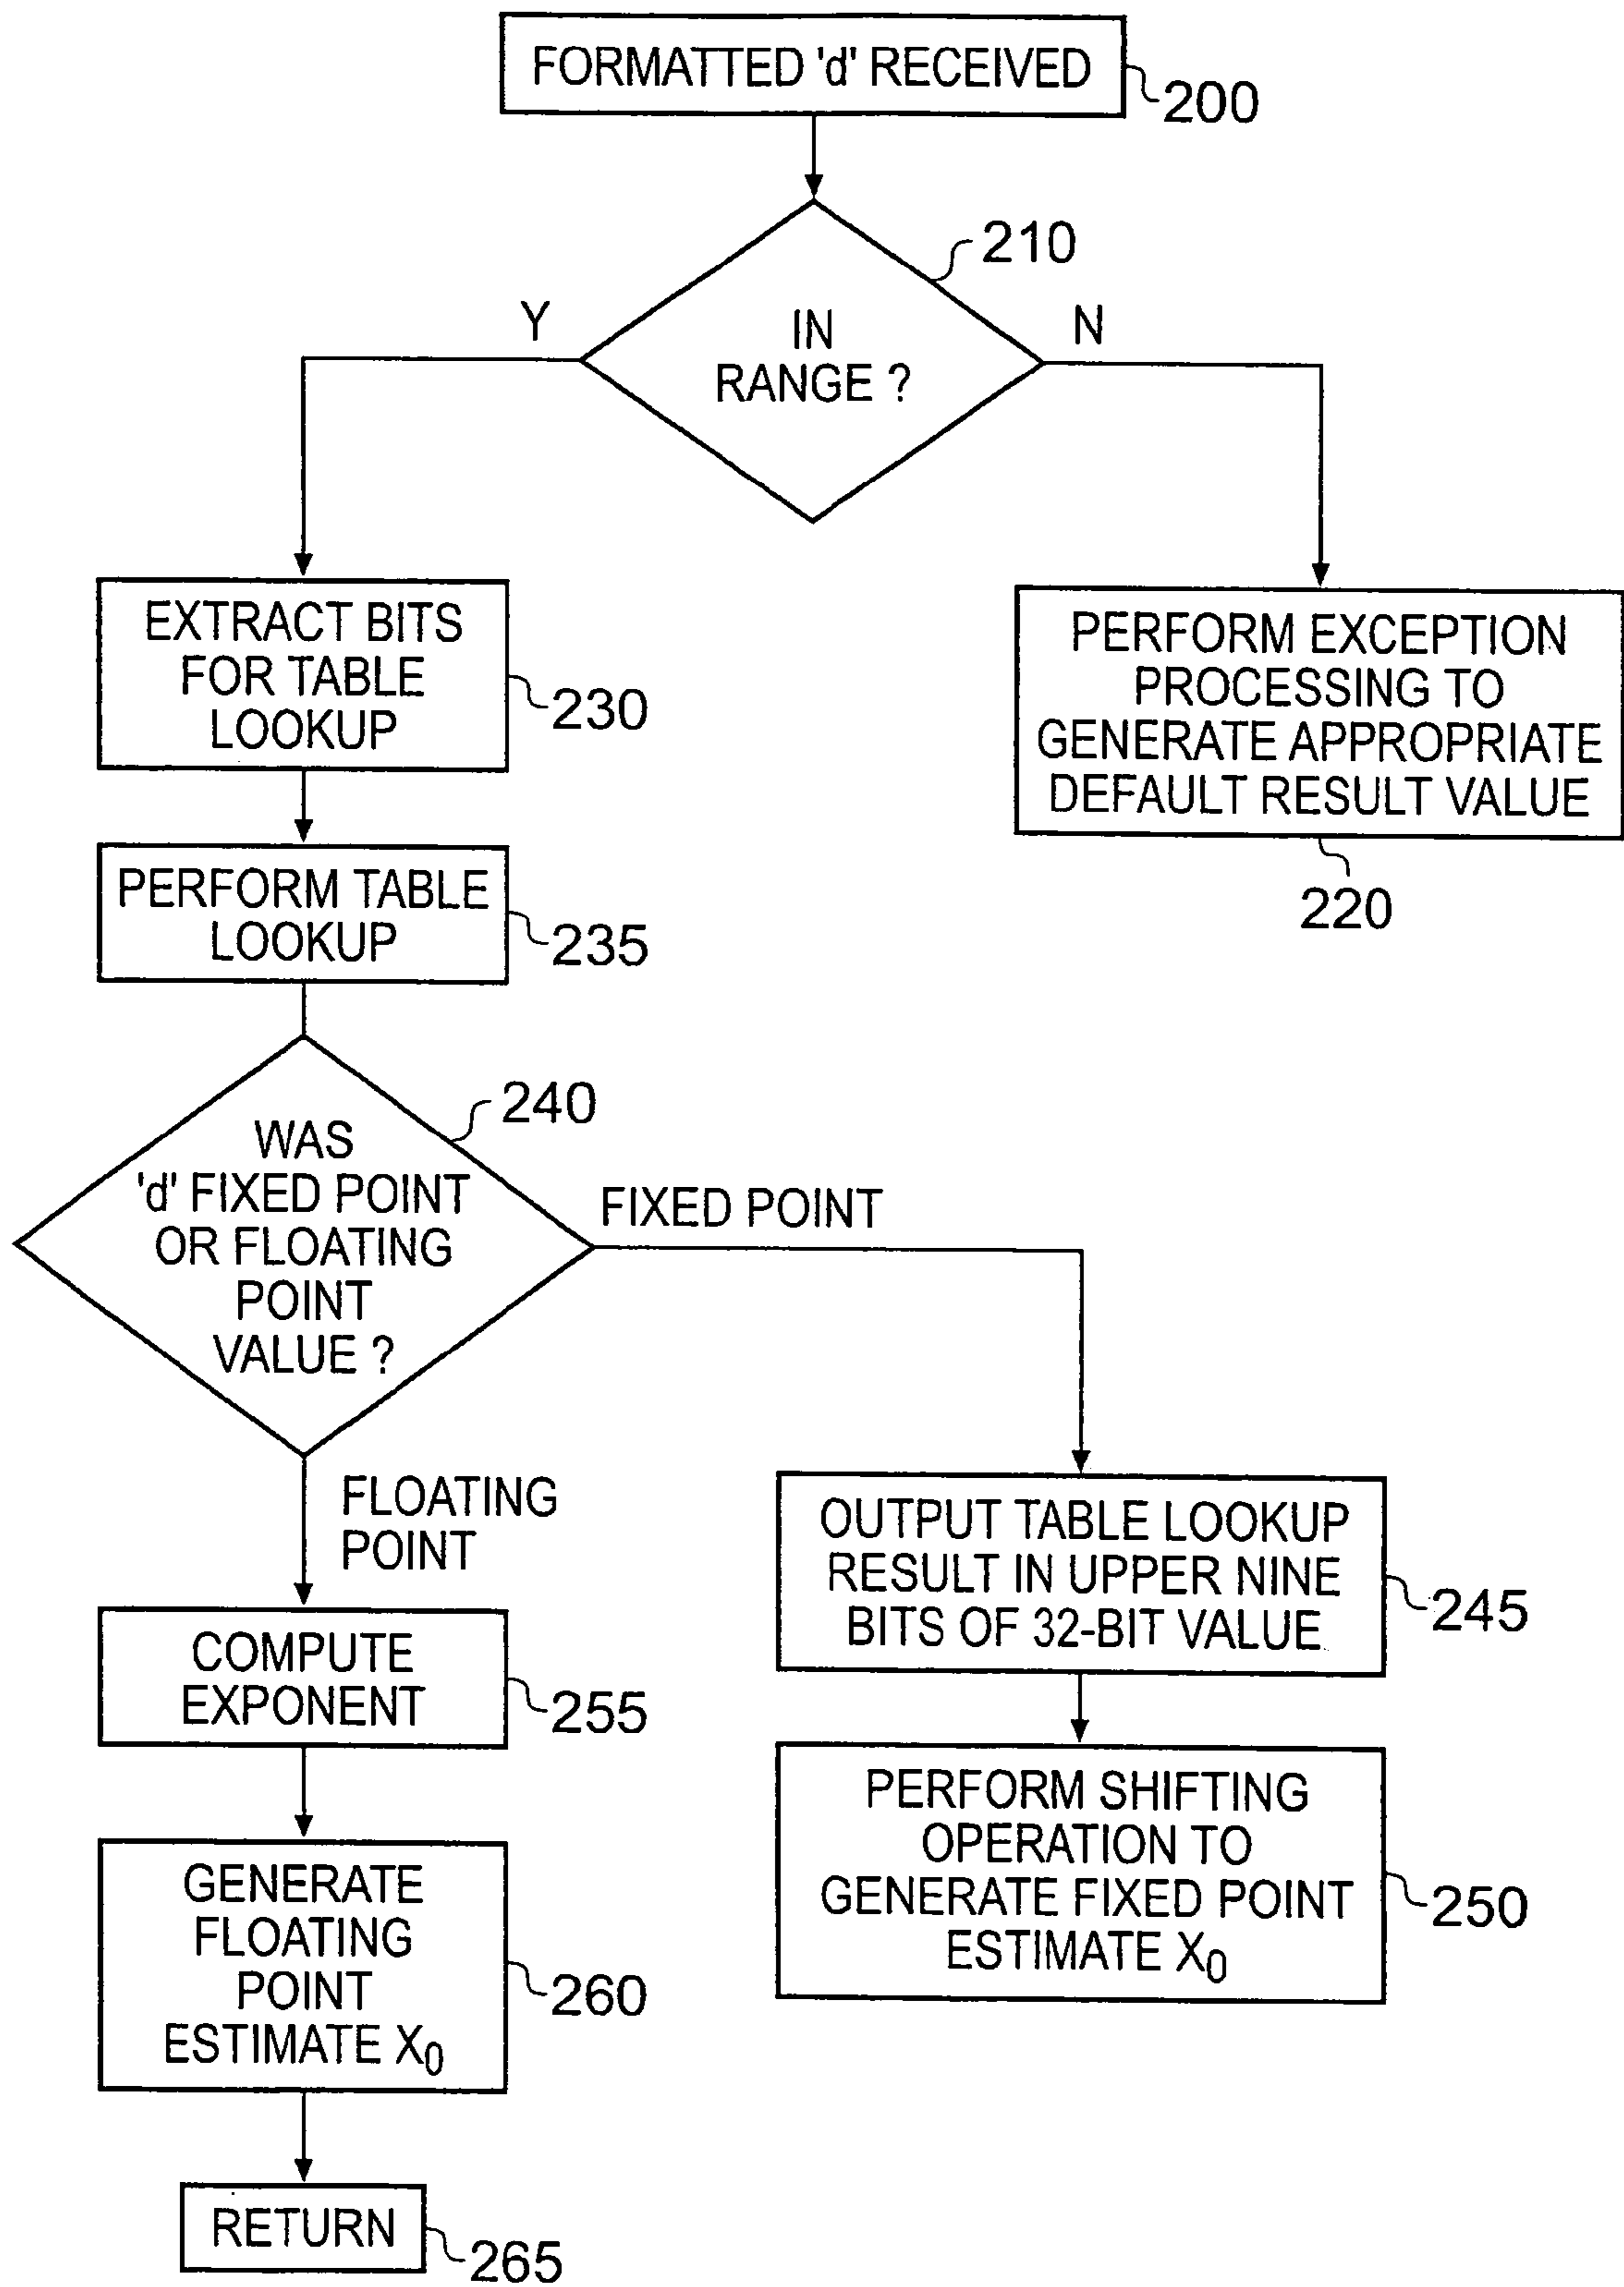 FORMATTED 'd' RECEIVED
200
210
Y
N
IN
RANGE ?
EXTRACT BITS
FOR TABLE
LOOKUP
230
PERFORM EXCEPTION
PROCESSING TO
GENERATE APPROPRIATE
DEFAULT RESULT VALUE
220
PERFORM TABLE
LOOKUP
235
240
WAS
'd' FIXED POINT
OR FLOATING
POINT
VALUE ?
FIXED POINT
FLOATING
POINT
OUTPUT TABLE LOOKUP
RESULT IN UPPER NINE
BITS OF 32-BIT VALUE
245
COMPUTE
EXPONENT
255
PERFORM SHIFTING
OPERATION TO
GENERATE FIXED POINT
ESTIMATE X₀
250
GENERATE
FLOATING
POINT
ESTIMATE X₀
260
RETURN
265